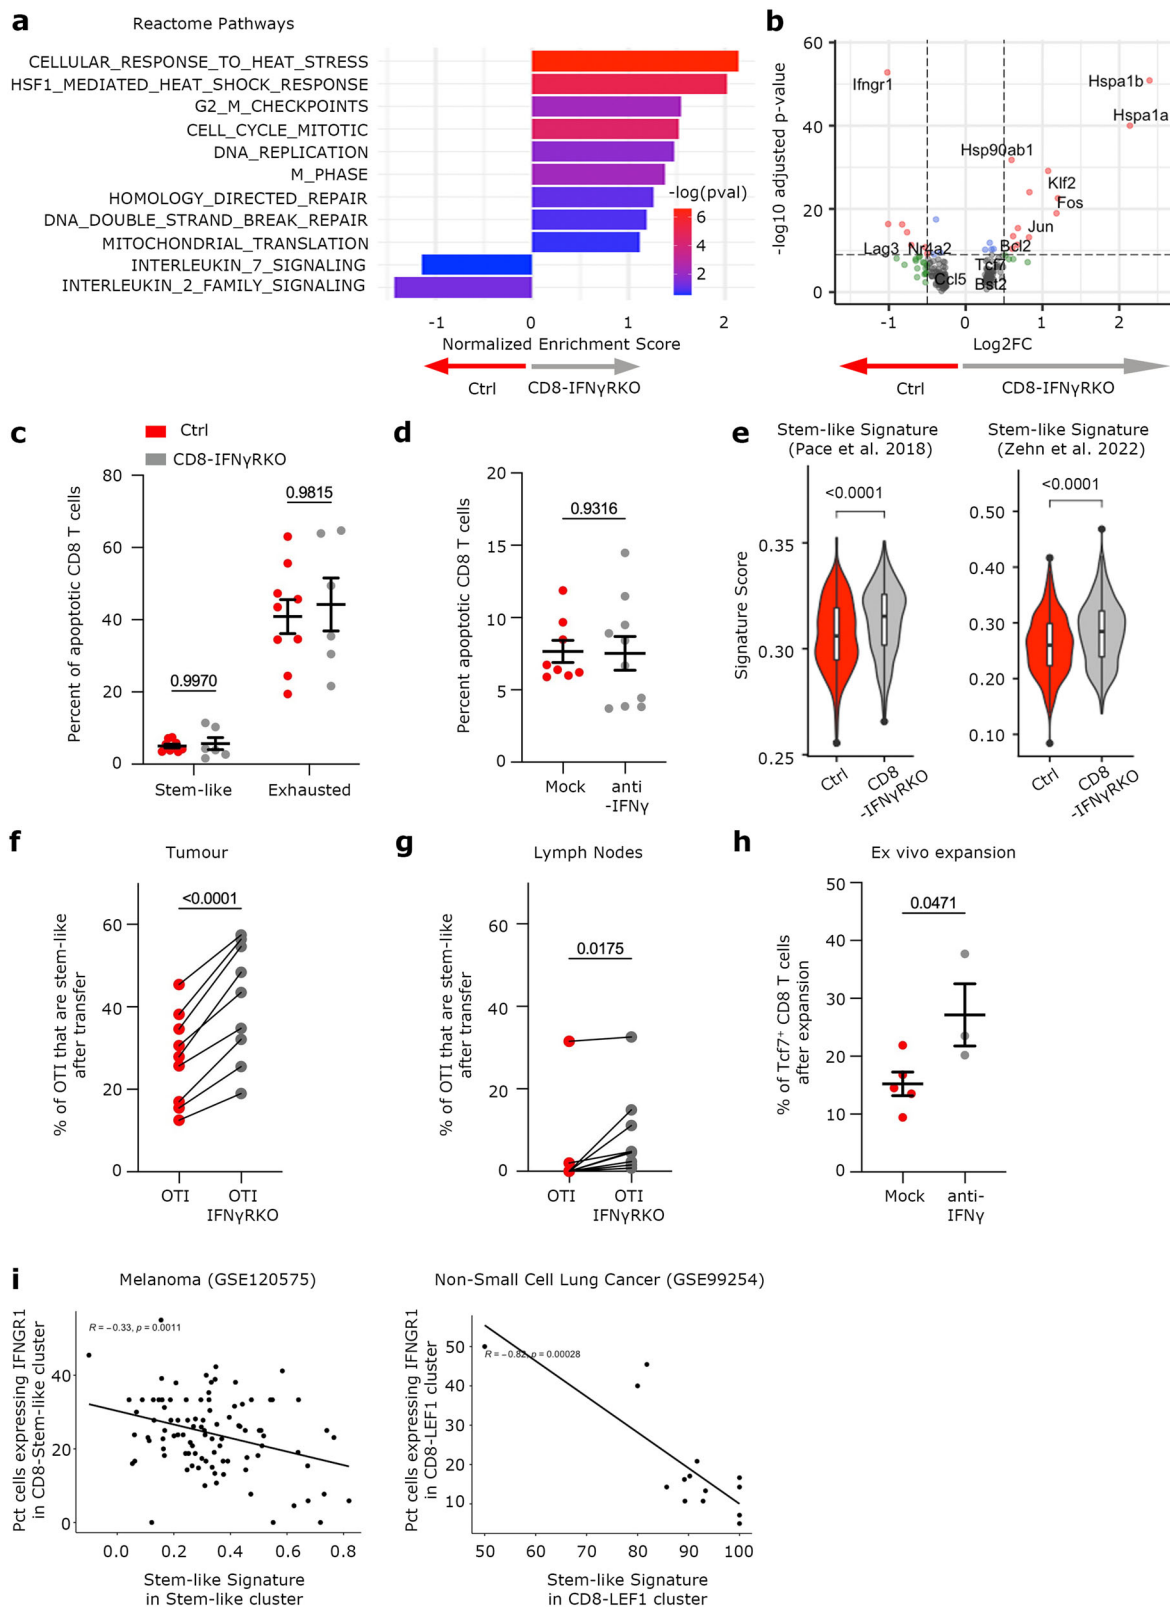 a
Reactome Pathways
CELLULAR_RESPONSE_TO_HEAT_STRESS
HSF1_MEDIATED_HEAT_SHOCK_RESPONSE
G2_M_CHECKPOINTS
CELL_CYCLE_MITOTIC
DNA_REPLICATION
M_PHASE
HOMOLOGY_DIRECTED_REPAIR
DNA_DOUBLE_STRAND_BREAK_REPAIR
MITOCHONDRIAL_TRANSLATION
INTERLEUKIN_7_SIGNALING
INTERLEUKIN_2_FAMILY_SIGNALING
-log(pval)
6
4
2
-1 0 1 2
Normalized Enrichment Score
Ctrl CD8-IFNγRKO
b
-log10 adjusted p-value
60
40
20
0
Ifngr1
Hspa1b
Hspa1a
Hsp90ab1
Klf2
Fos
Jun
Lag3 Nr4a2 Bcl2
Tcf7
Ccl5 Bst2
-1 0 1 2
Log2FC
Ctrl CD8-IFNγRKO
c
Ctrl
CD8-IFNγRKO
Percent of apoptotic CD8 T cells
80
60
40
20
0
0.9815
0.9970
Stem-like Exhausted
d
Percent apoptotic CD8 T cells
20
15
10
5
0
0.9316
Mock anti
-IFNγ
e
Stem-like Signature
(Pace et al. 2018)
<0.0001
Signature Score
0.35
0.30
0.25
Ctrl
CD8
-IFNγRKO
Stem-like Signature
(Zehn et al. 2022)
<0.0001
0.50
0.40
0.30
0.20
0.10
Ctrl
CD8
-IFNγRKO
f
Tumour
<0.0001
% of OTI that are stem-like
after transfer
60
40
20
0
OTI OTI
IFNγRKO
g
Lymph Nodes
0.0175
% of OTI that are stem-like
after transfer
60
40
20
0
OTI OTI
IFNγRKO
h
Ex vivo expansion
0.0471
% of Tcf7⁺ CD8 T cells
after expansion
50
40
30
20
10
0
Mock anti-
IFNγ
i
Melanoma (GSE120575)
Pct cells expressing IFNGR1
in CD8-Stem-like cluster
R = −0.33, p = 0.0011
40
20
0
0.0 0.2 0.4 0.6 0.8
Stem-like Signature
in Stem-like cluster
Non-Small Cell Lung Cancer (GSE99254)
Pct cells expressing IFNGR1
in CD8-LEF1 cluster
R = −0.82, p = 0.00028
50
40
30
20
10
50 60 70 80 90 100
Stem-like Signature
in CD8-LEF1 cluster